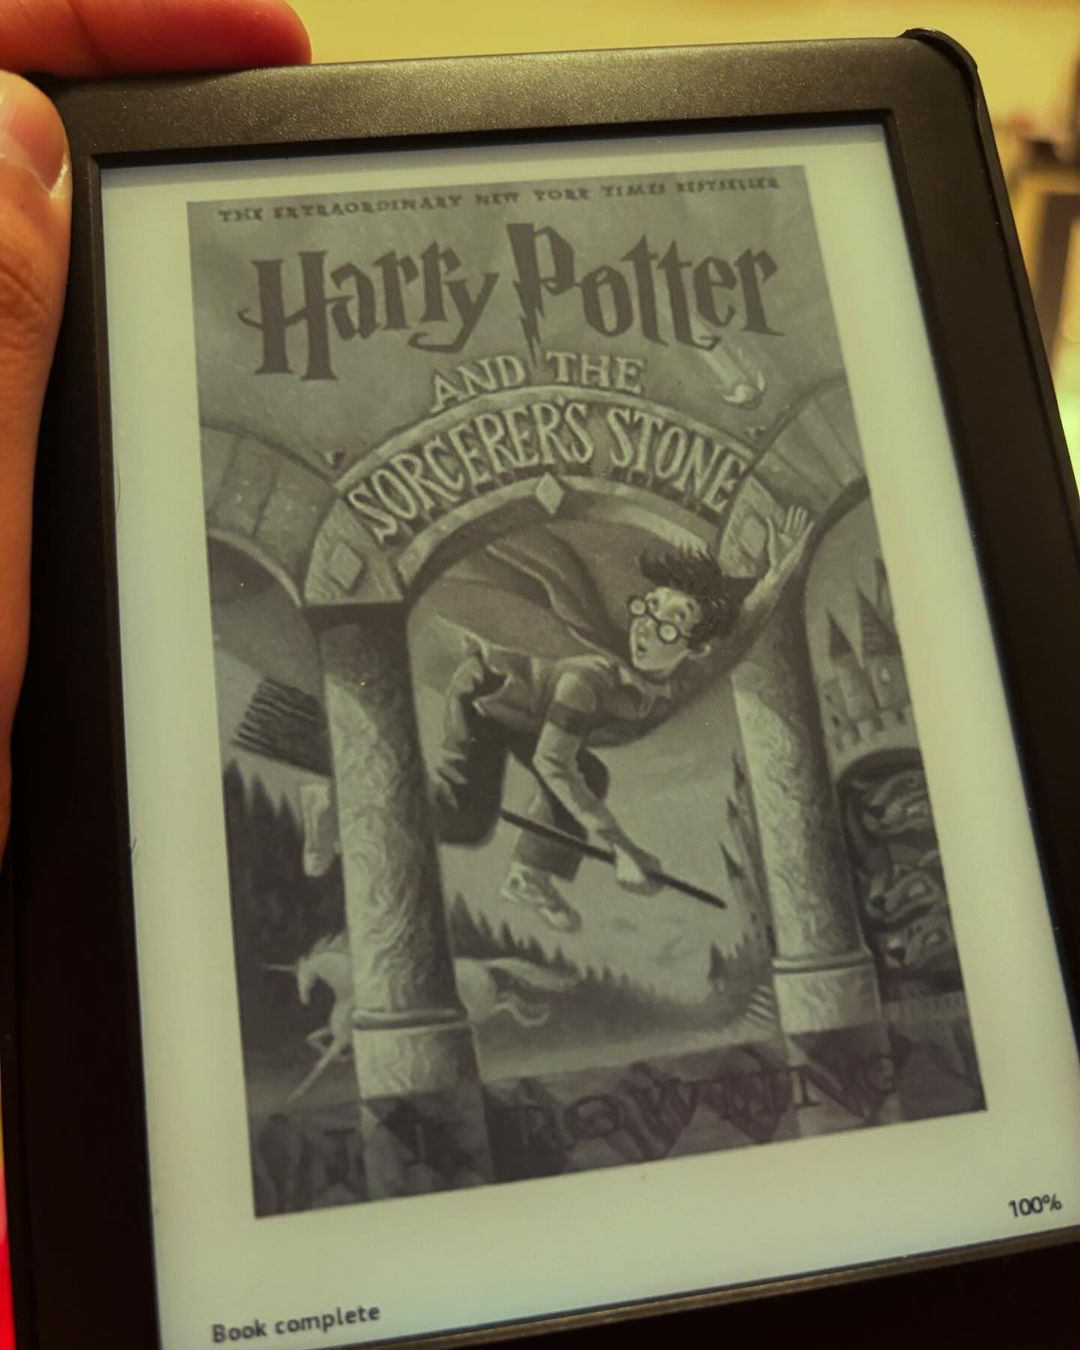 THE EXTRAORDINARY NEW YORK TIMES BESTSELLER
Harry Potter
AND THE
SORCERER'S STONE
J. K. ROWLING
100%
Book complete